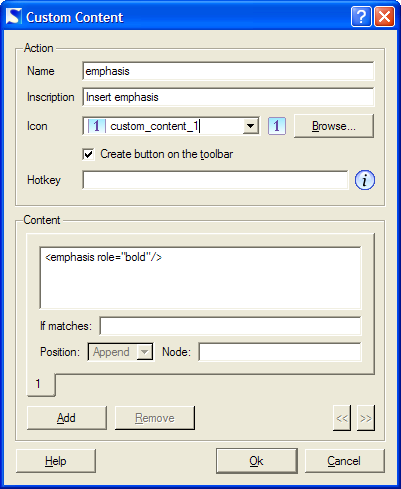 Custom Content
Action
Name emphasis
Inscription Insert emphasis
Icon 1 custom_content_1 1 Browse...
Create button on the toolbar
Hotkey
Content
<emphasis role="bold"/>
If matches:
Position: Append Node:
1
Add Remove << >>
Help Ok Cancel